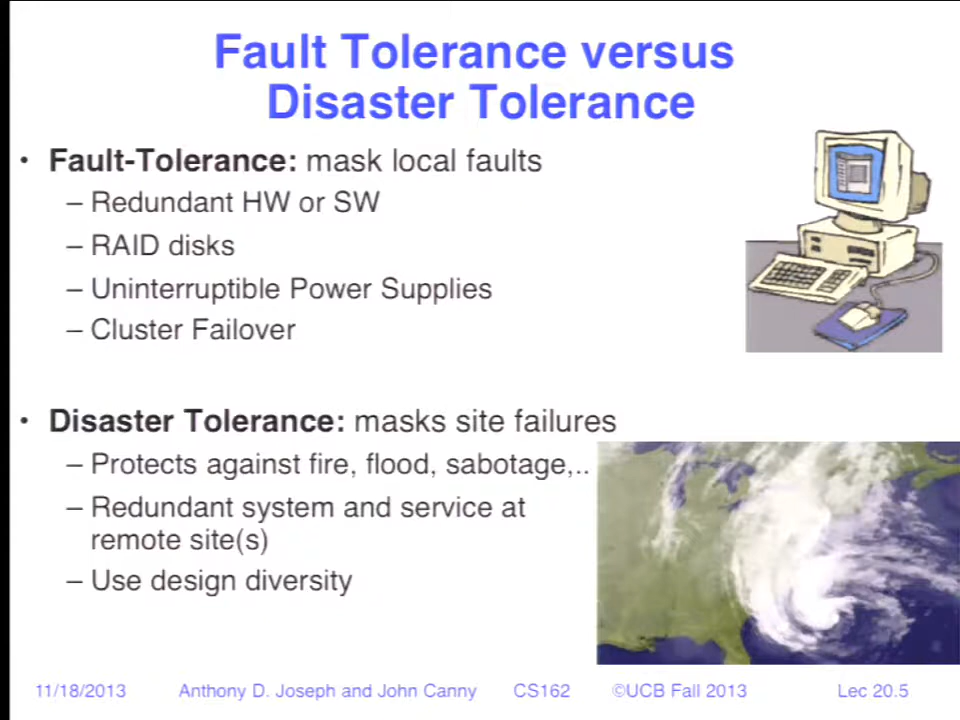 Fault Tolerance versus
Disaster Tolerance
• Fault-Tolerance: mask local faults
– Redundant HW or SW
– RAID disks
– Uninterruptible Power Supplies
– Cluster Failover
• Disaster Tolerance: masks site failures
– Protects against fire, flood, sabotage,..
– Redundant system and service at
remote site(s)
– Use design diversity
11/18/2013 Anthony D. Joseph and John Canny CS162 ©UCB Fall 2013 Lec 20.5